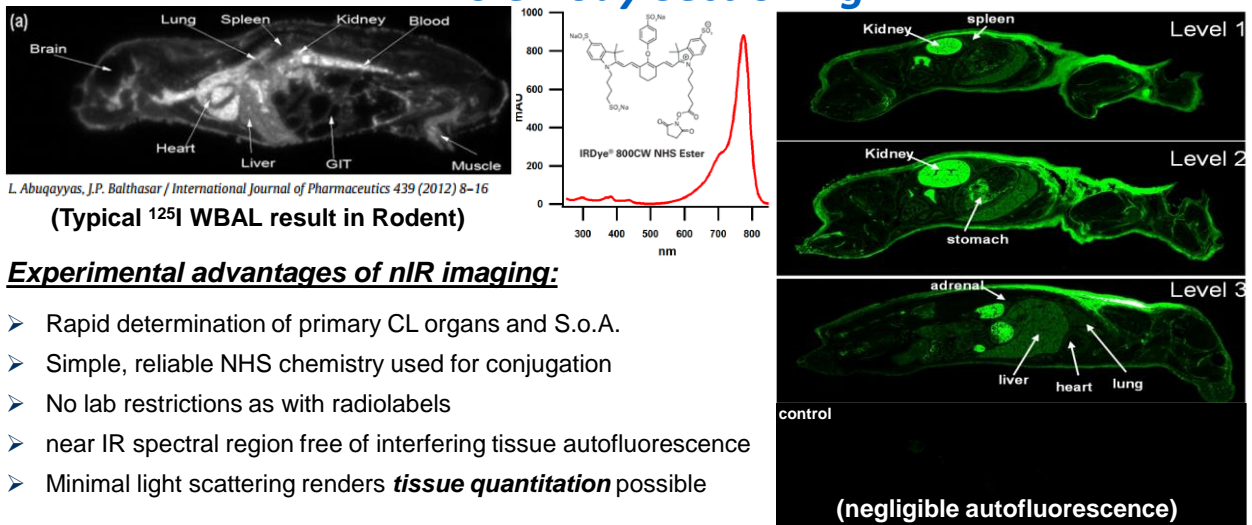 (a)
Lung Spleen Kidney Blood
Brain
Heart
Liver
GIT
Muscle
L. Abuqayyas, J.P. Balthasar / International Journal of Pharmaceutics 439 (2012) 8–16
(Typical ¹²⁵I WBAL result in Rodent)
1000
800
600
400
200
0
mAU
300 400 500 600 700 800
nm
SO₃Na
NaO₃S
SO₃⁻
N
N⊕
O
SO₃Na
O
O
O
N
O
IRDye® 800CW NHS Ester
Experimental advantages of nIR imaging:
➢ Rapid determination of primary CL organs and S.o.A.
➢ Simple, reliable NHS chemistry used for conjugation
➢ No lab restrictions as with radiolabels
➢ near IR spectral region free of interfering tissue autofluorescence
➢ Minimal light scattering renders tissue quantitation possible
Kidney
spleen
Level 1
Kidney
Level 2
stomach
adrenal
Level 3
liver
heart
lung
control
(negligible autofluorescence)